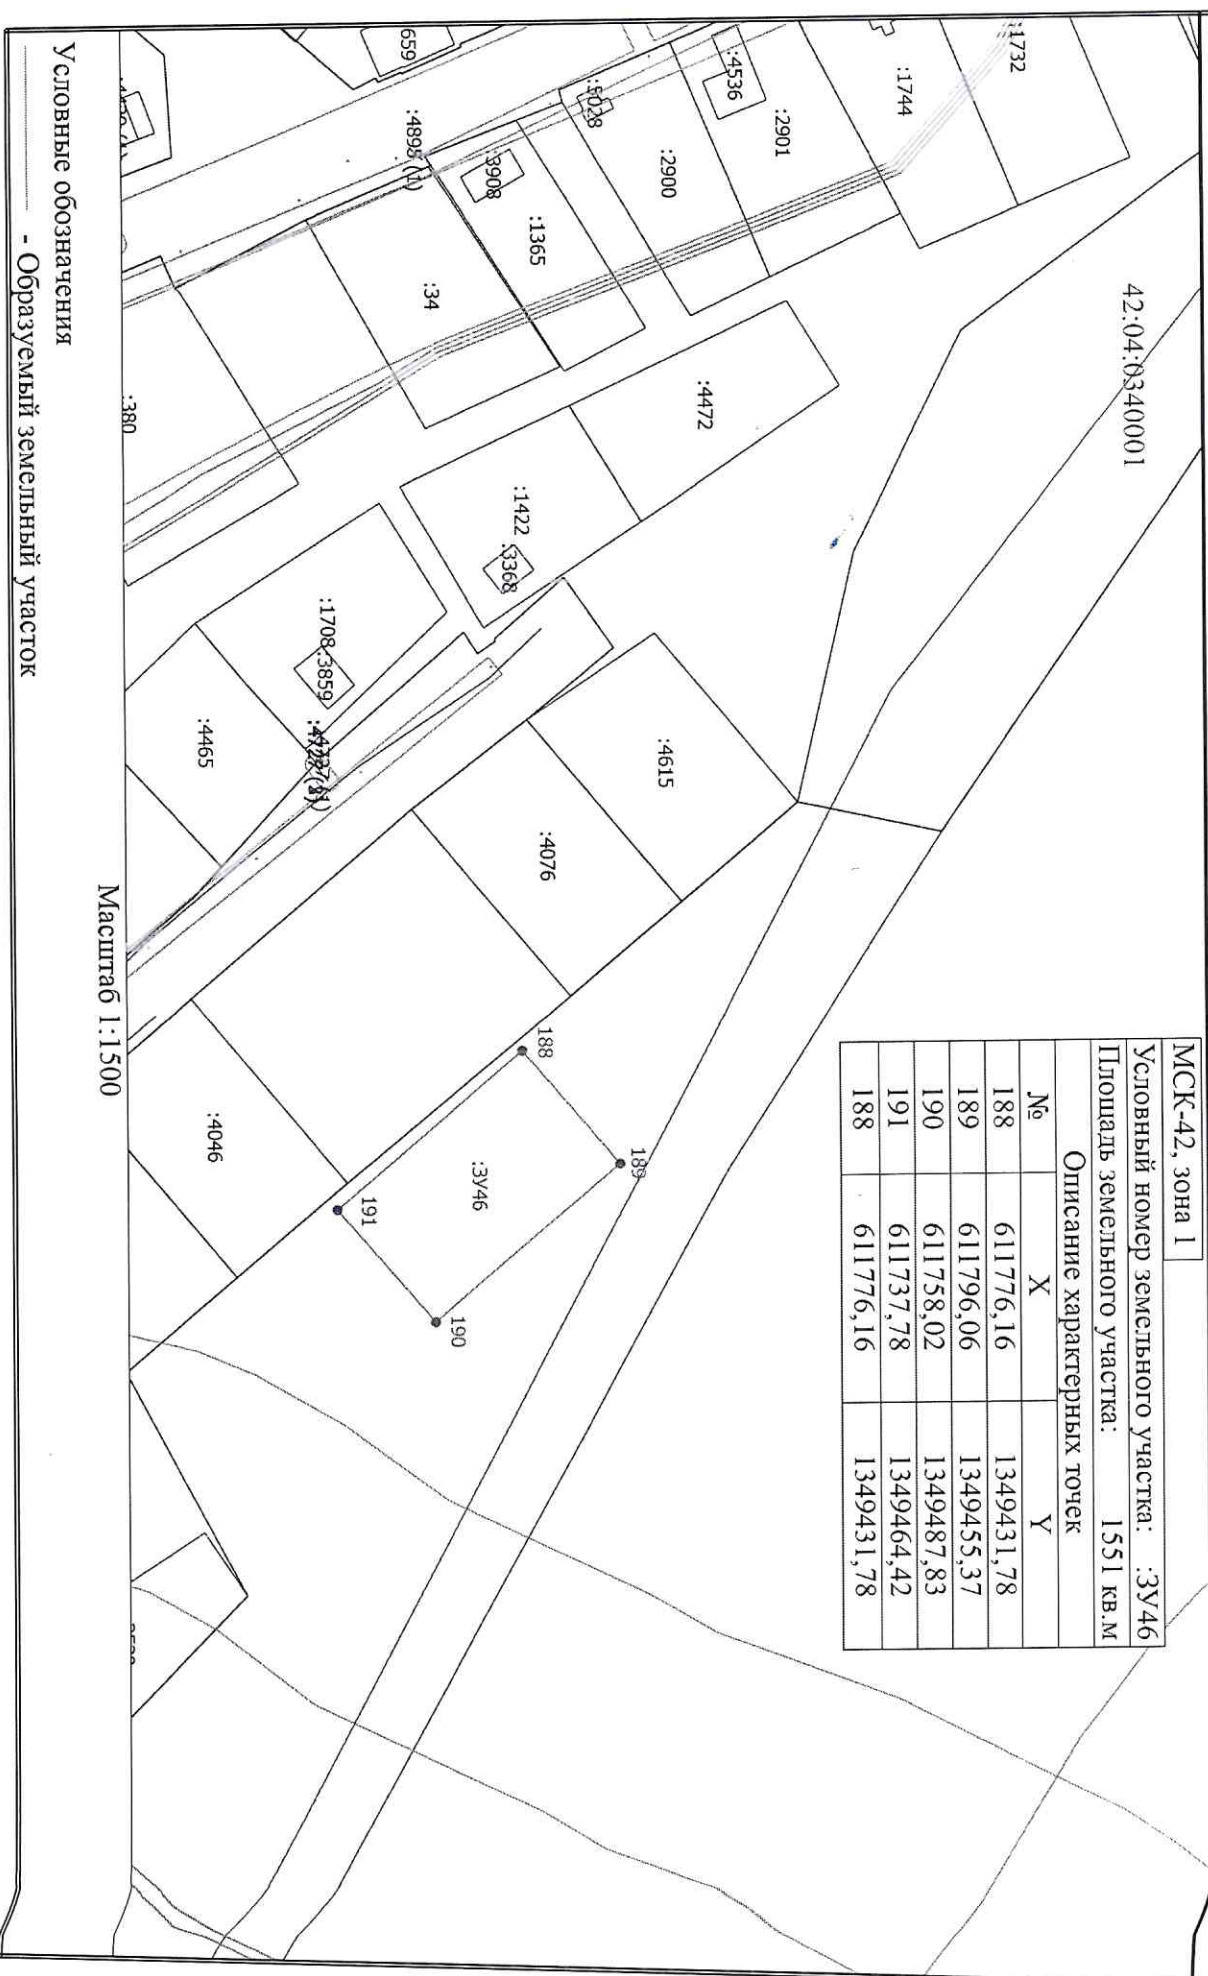 МСК-42, зона 1
Условный номер земельного участка: :ЗУ46
Площадь земельного участка: 1551 кв.м
Описание характерных точек
№ X Y
188 611776,16 1349431,78
189 611796,06 1349455,37
190 611758,02 1349487,83
191 611737,78 1349464,42
188 611776,16 1349431,78
42:04:0340001
:1732
:1744
:4536
:2901
:5028
:2900
659
:4895 (1)
:3908
:1365
:34
:380
:4472
:1422
:3368
:1708
:3859
:4465
:4615
:4076
:4046
188
189
:ЗУ46
191
190
Масштаб 1:1500
Условные обозначения
- Образуемый земельный участок